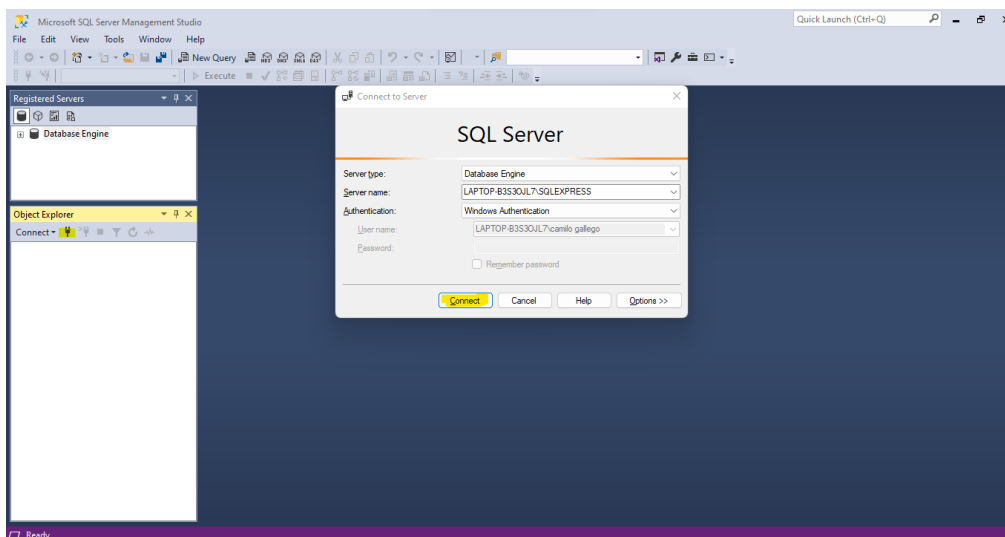 Microsoft SQL Server Management Studio
Quick Launch (Ctrl+Q)
File Edit View Tools Window Help
New Query
Execute
Registered Servers
Database Engine
Object Explorer
Connect
Connect to Server
SQL Server
Server type: Database Engine
Server name: LAPTOP-B3S3OJL7\SQLEXPRESS
Authentication: Windows Authentication
User name: LAPTOP-B3S3OJL7\camilo gallego
Password:
Remember password
Connect Cancel Help Options >>
Ready